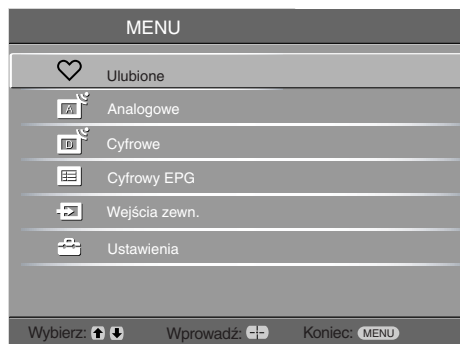 MENU
Ulubione
A Analogowe
D Cyfrowe
Cyfrowy EPG
Wejścia zewn.
Ustawienia
Wybierz: Wprowadź: Koniec: MENU